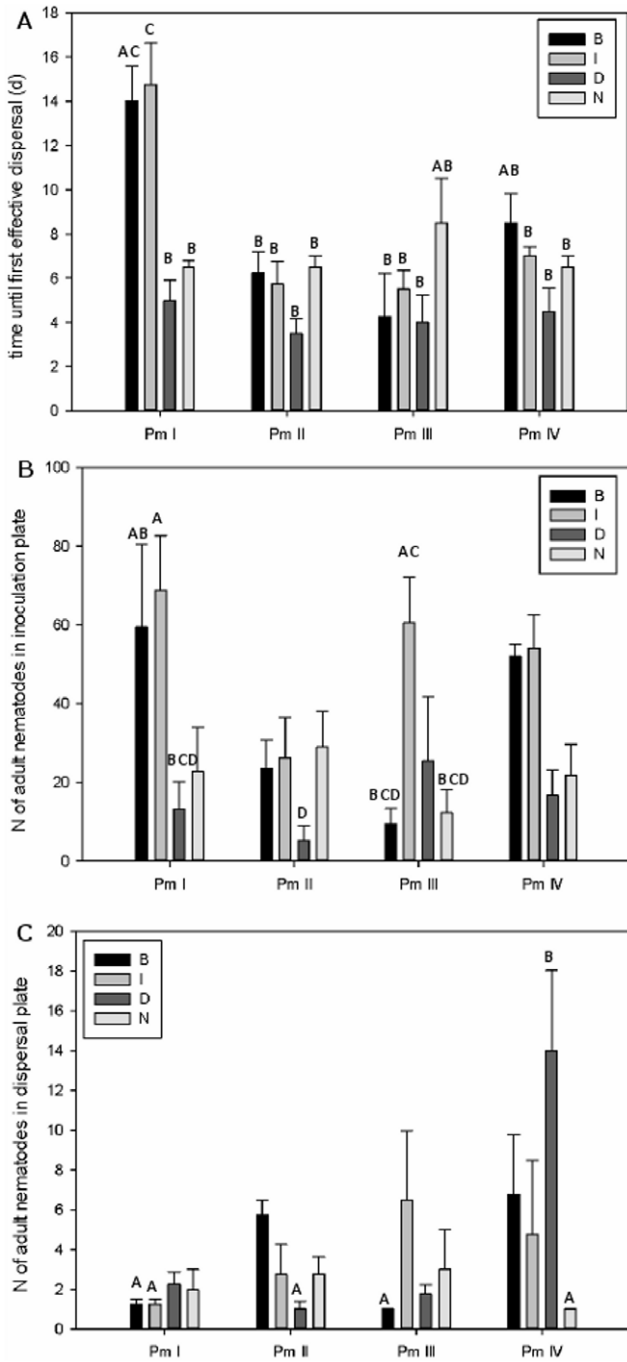 A
18
16
14
12
10
8
6
4
2
0
time until first effective dispersal (d)
B
I
D
N
AC
C
B
B
B
B
B
B
B
B
B
AB
AB
B
B
B
Pm I
Pm II
Pm III
Pm IV
B
100
80
60
40
20
0
N of adult nematodes in inoculation plate
B
I
D
N
AB
A
BCD
D
BCD
AC
BCD
Pm I
Pm II
Pm III
Pm IV
C
20
18
16
14
12
10
8
6
4
2
0
N of adult nematodes in dispersal plate
B
I
D
N
A
A
A
A
B
A
Pm I
Pm II
Pm III
Pm IV